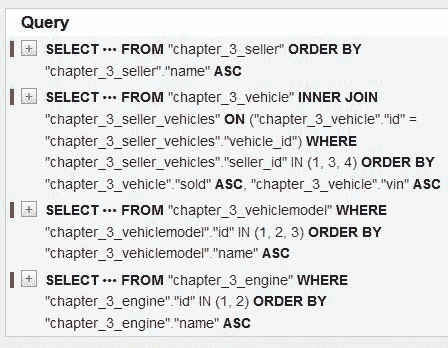 Query
+ SELECT ••• FROM "chapter_3_seller" ORDER BY
"chapter_3_seller"."name" ASC
+ SELECT ••• FROM "chapter_3_vehicle" INNER JOIN
"chapter_3_seller_vehicles" ON ("chapter_3_vehicle"."id" =
"chapter_3_seller_vehicles"."vehicle_id") WHERE
"chapter_3_seller_vehicles"."seller_id" IN (1, 3, 4) ORDER BY
"chapter_3_vehicle"."sold" ASC, "chapter_3_vehicle"."vin" ASC
+ SELECT ••• FROM "chapter_3_vehiclemodel" WHERE
"chapter_3_vehiclemodel"."id" IN (1, 2, 3) ORDER BY
"chapter_3_vehiclemodel"."name" ASC
+ SELECT ••• FROM "chapter_3_engine" WHERE
"chapter_3_engine"."id" IN (1, 2) ORDER BY
"chapter_3_engine"."name" ASC